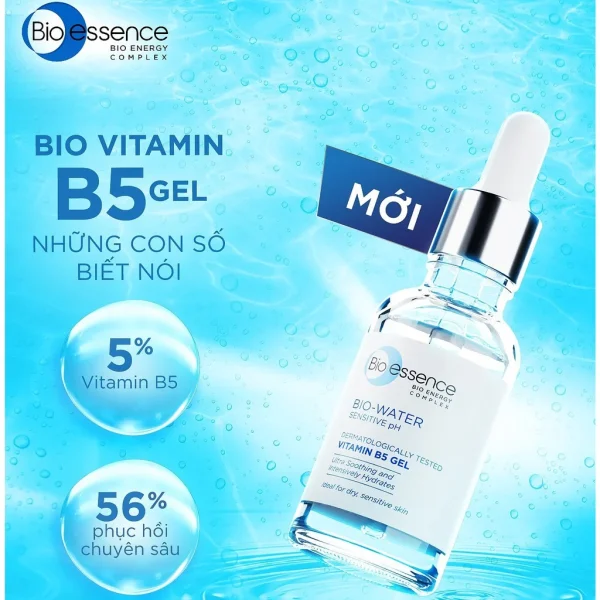 Bio essence
BIO ENERGY
COMPLEX
BIO VITAMIN
B5 GEL
NHỮNG CON SỐ
BIẾT NÓI
5%
Vitamin B5
56%
phục hồi
chuyên sâu
MỚI
Bio essence
BIO ENERGY
COMPLEX
BIO-WATER
SENSITIVE pH
DERMATOLOGICALLY TESTED
VITAMIN B5 GEL
Ultra Soothing and
Intensively Hydrates
Ideal for dry, sensitive skin